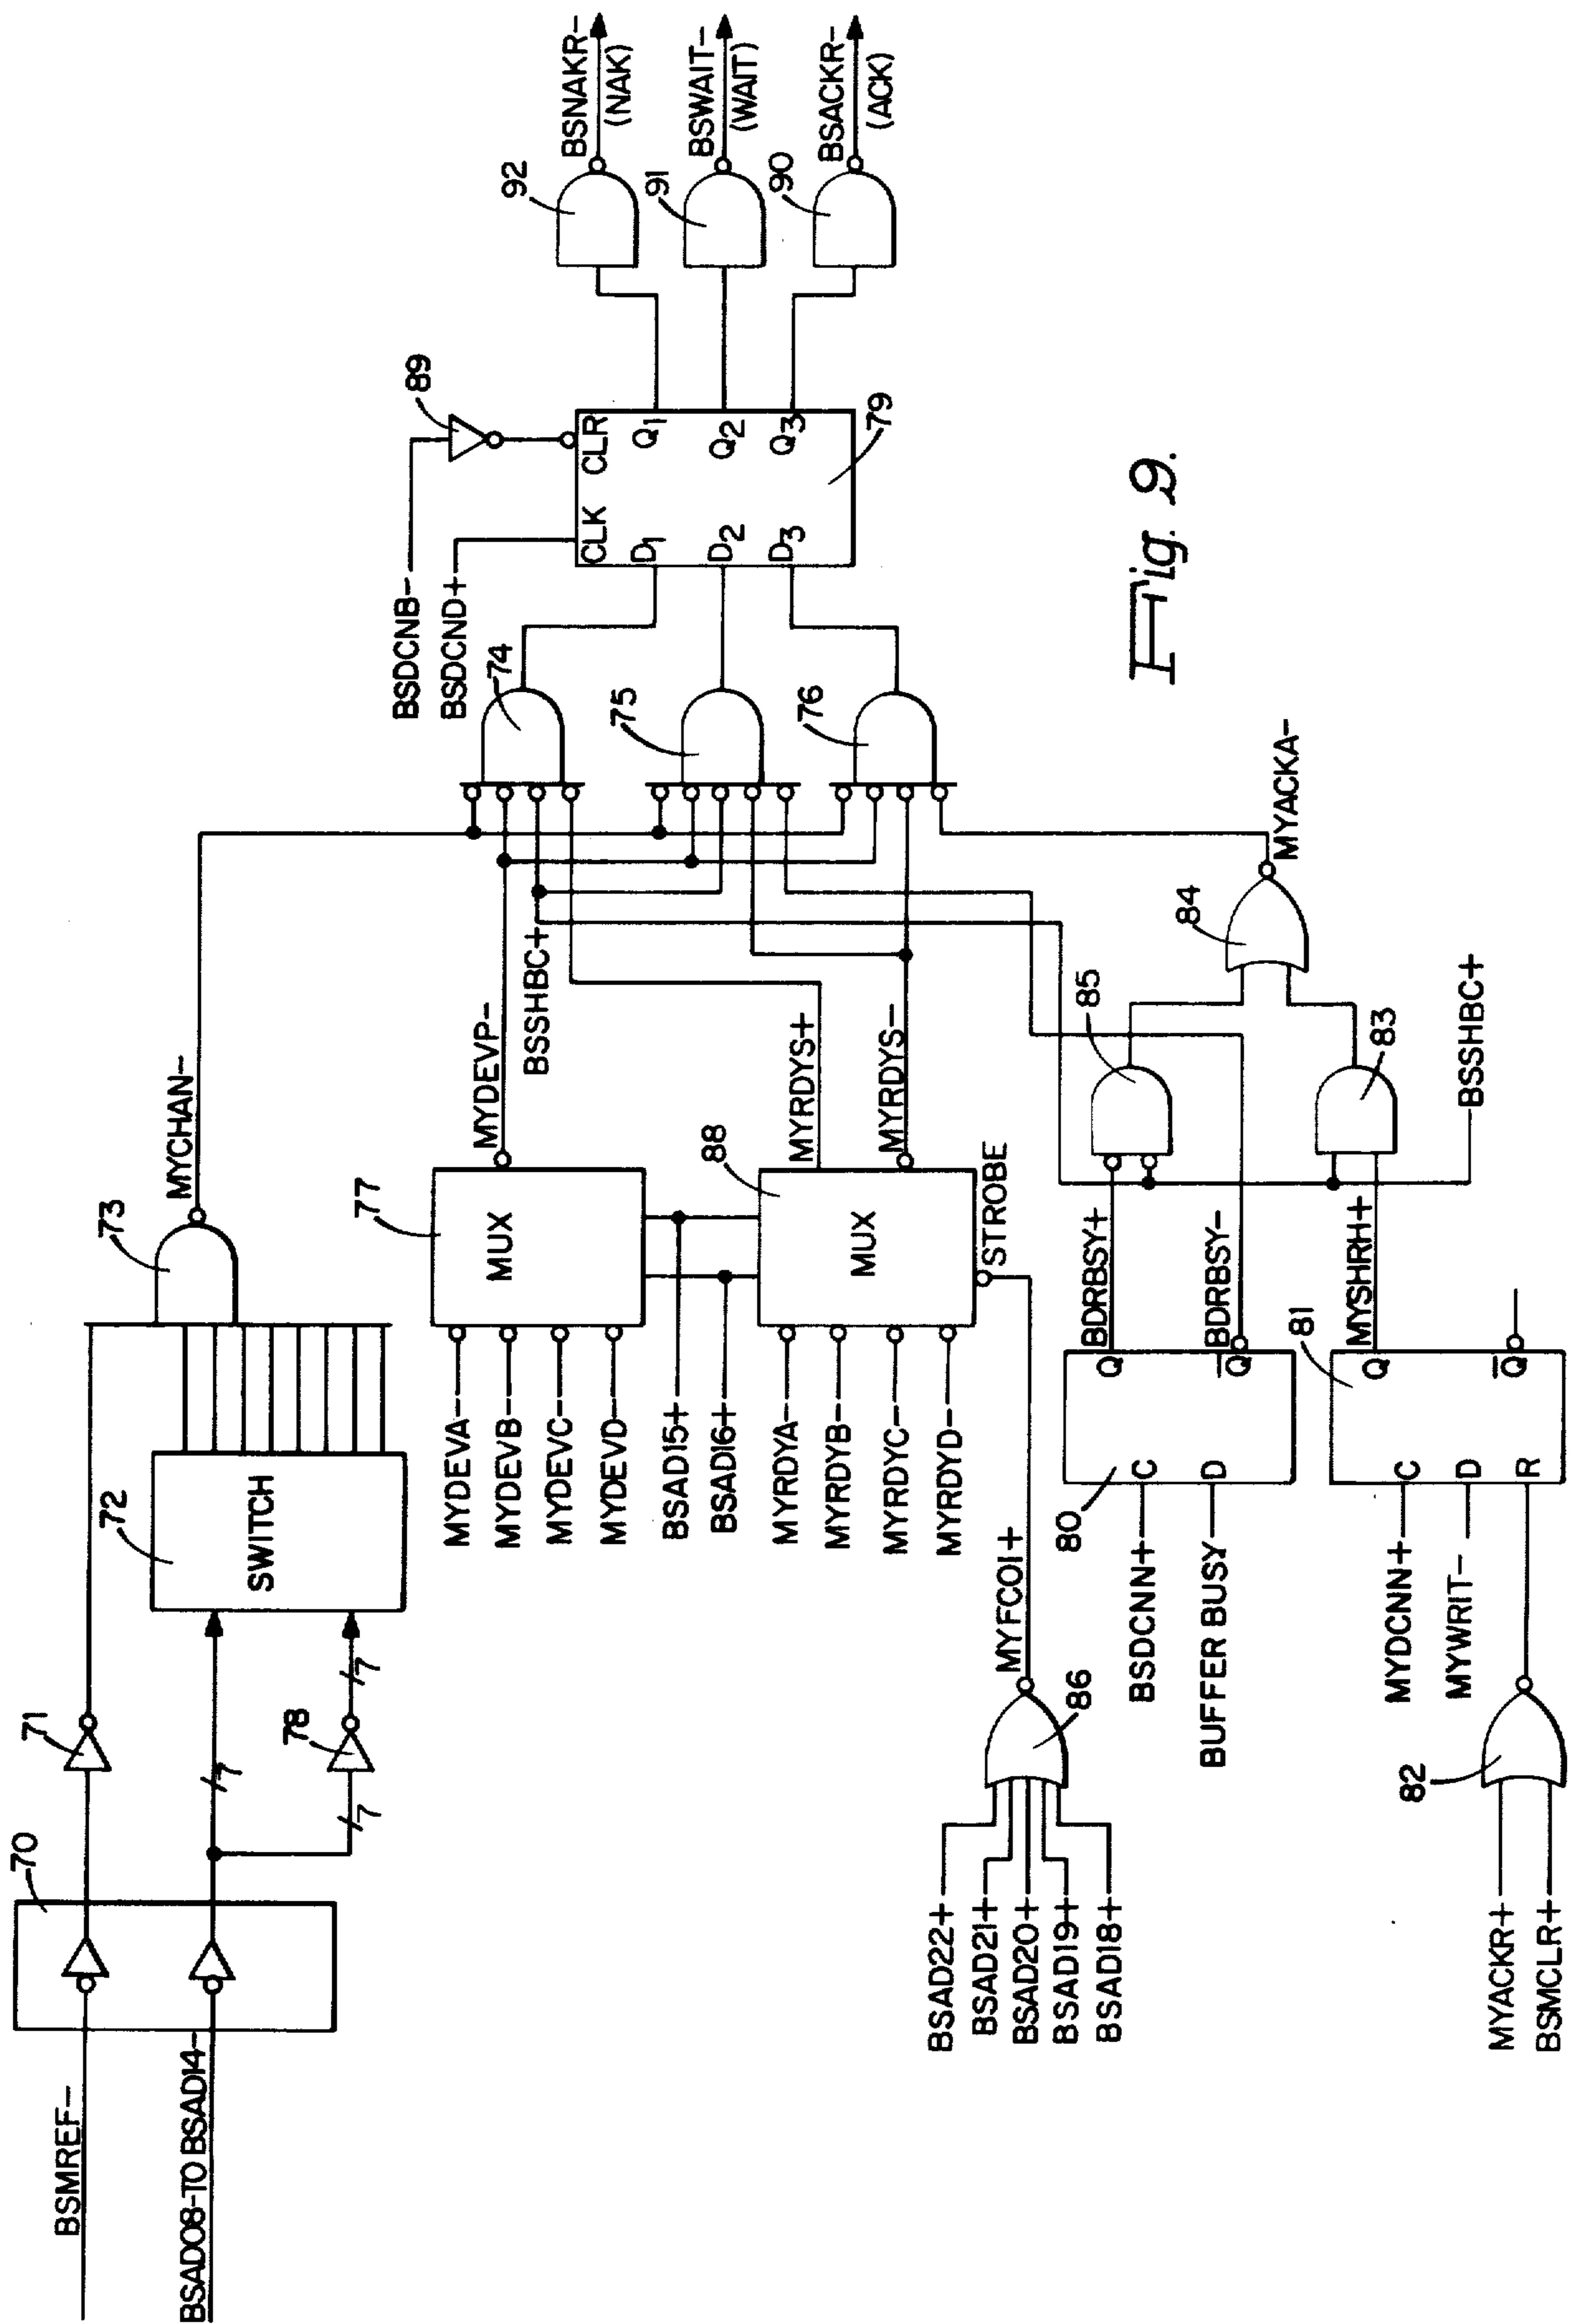 BSMREF-
BSAD08-TO BSAD14-
70
71
7
78
7
7
72
SWITCH
73
MYCHAN-
MYDEVA-
MYDEVB-
MYDEVC-
MYDEVD-
77
MUX
MYDEVP-
BSSHBC+
BSAD15+
BSAD16+
MYRDYA-
MYRDYB-
MYRDYC-
MYRDYD-
88
MUX
MYRDYS+
MYRDYS-
STROBE
BSAD22+
BSAD21+
BSAD20+
BSAD19+
BSAD18+
86
MYFC01+
80
BSDCNN+
C
BUFFER BUSY
D
Q
BDRBSY+
Q
BDRBSY-
81
MYDCNN+
C
MYWRIT-
D
R
Q
MYSHRH+
Q
MYACKR+
BSMCLR+
82
85
83
84
BSSHBC+
MYACKA-
74
75
76
BSDCNB-
BSDCND+
89
CLK
CLR
D1
Q1
D2
Q2
D3
Q3
79
92
BSNAKR-
(NAK)
91
BSWAIT-
(WAIT)
90
BSACKR-
(ACK)
Fig. 9.